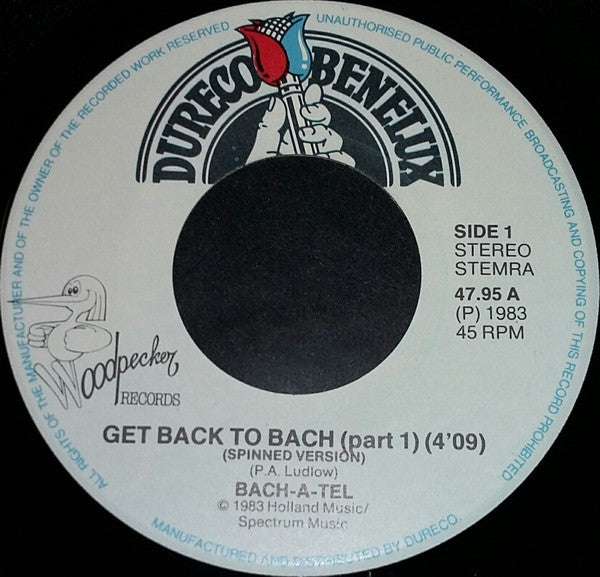 ALL RIGHTS OF THE MANUFACTURER AND OF THE OWNER OF THE RECORDED WORK RESERVED
UNAUTHORISED PUBLIC PERFORMANCE BROADCASTING AND COPYING OF THIS RECORD PROHIBITED
DURECO BENELUX
SIDE 1
STEREO
STEMRA
47.95 A
(P) 1983
45 RPM
Woodpecker
RECORDS
GET BACK TO BACH (part 1) (4'09)
(SPINNED VERSION)
(P.A. Ludlow)
BACH-A-TEL
© 1983 Holland Music/
Spectrum Music
MANUFACTURED AND DISTRIBUTED BY DURECO.